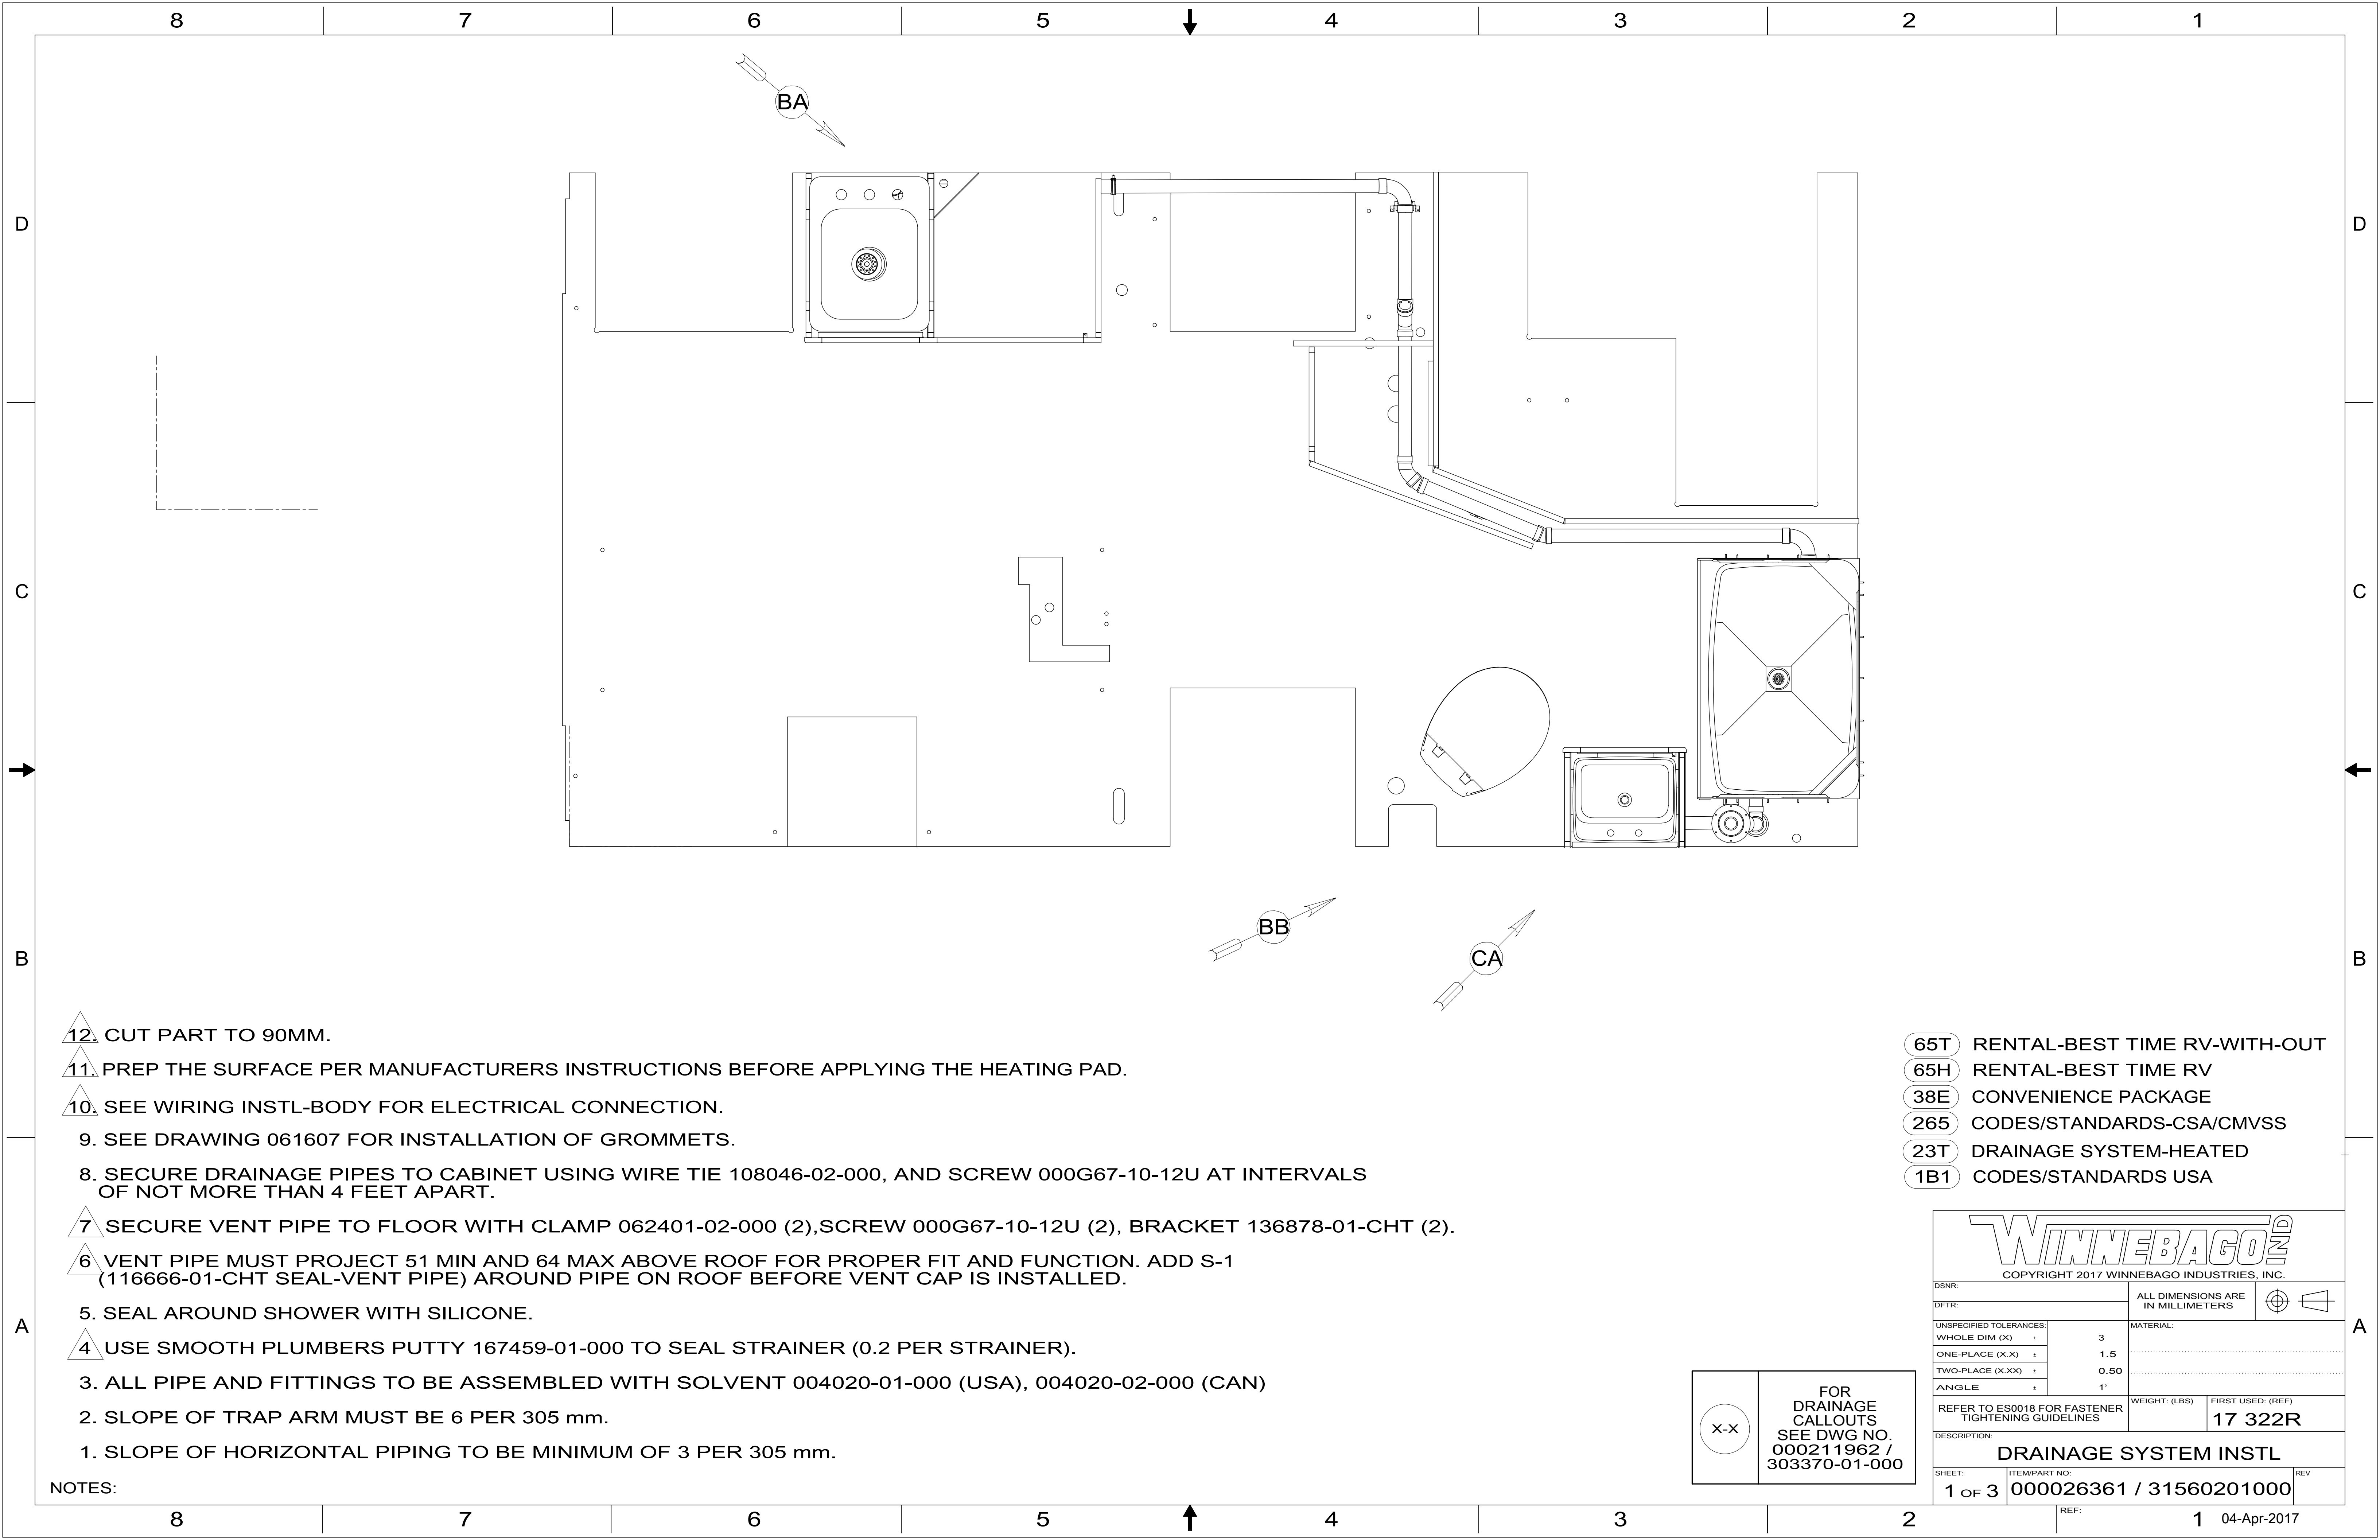 8 7 6 5 4 3 2 1
BA
D D
C C
BB
CA
B B
12. CUT PART TO 90MM.
11. PREP THE SURFACE PER MANUFACTURERS INSTRUCTIONS BEFORE APPLYING THE HEATING PAD.
10. SEE WIRING INSTL-BODY FOR ELECTRICAL CONNECTION.
9. SEE DRAWING 061607 FOR INSTALLATION OF GROMMETS.
8. SECURE DRAINAGE PIPES TO CABINET USING WIRE TIE 108046-02-000, AND SCREW 000G67-10-12U AT INTERVALS
OF NOT MORE THAN 4 FEET APART.
7 SECURE VENT PIPE TO FLOOR WITH CLAMP 062401-02-000 (2),SCREW 000G67-10-12U (2), BRACKET 136878-01-CHT (2).
6 VENT PIPE MUST PROJECT 51 MIN AND 64 MAX ABOVE ROOF FOR PROPER FIT AND FUNCTION. ADD S-1
(116666-01-CHT SEAL-VENT PIPE) AROUND PIPE ON ROOF BEFORE VENT CAP IS INSTALLED.
5. SEAL AROUND SHOWER WITH SILICONE.
4 USE SMOOTH PLUMBERS PUTTY 167459-01-000 TO SEAL STRAINER (0.2 PER STRAINER).
3. ALL PIPE AND FITTINGS TO BE ASSEMBLED WITH SOLVENT 004020-01-000 (USA), 004020-02-000 (CAN)
2. SLOPE OF TRAP ARM MUST BE 6 PER 305 mm.
1. SLOPE OF HORIZONTAL PIPING TO BE MINIMUM OF 3 PER 305 mm.
NOTES:
65T RENTAL-BEST TIME RV-WITH-OUT
65H RENTAL-BEST TIME RV
38E CONVENIENCE PACKAGE
265 CODES/STANDARDS-CSA/CMVSS
23T DRAINAGE SYSTEM-HEATED
1B1 CODES/STANDARDS USA
A A
X-X
FOR
DRAINAGE
CALLOUTS
SEE DWG NO.
000211962 /
303370-01-000
WINNEBAGO IND
COPYRIGHT 2017 WINNEBAGO INDUSTRIES, INC.
DSNR:
DFTR:
ALL DIMENSIONS ARE
IN MILLIMETERS
UNSPECIFIED TOLERANCES:
WHOLE DIM (X) ± 3
ONE-PLACE (X.X) ± 1.5
TWO-PLACE (X.XX) ± 0.50
ANGLE ± 1°
MATERIAL:
REFER TO ES0018 FOR FASTENER
TIGHTENING GUIDELINES
WEIGHT: (LBS)
FIRST USED: (REF)
17 322R
DESCRIPTION:
DRAINAGE SYSTEM INSTL
SHEET:
1 OF 3
ITEM/PART NO:
000026361 / 31560201000
REV
REF:
8 7 6 5 4 3 2 1
04-Apr-2017